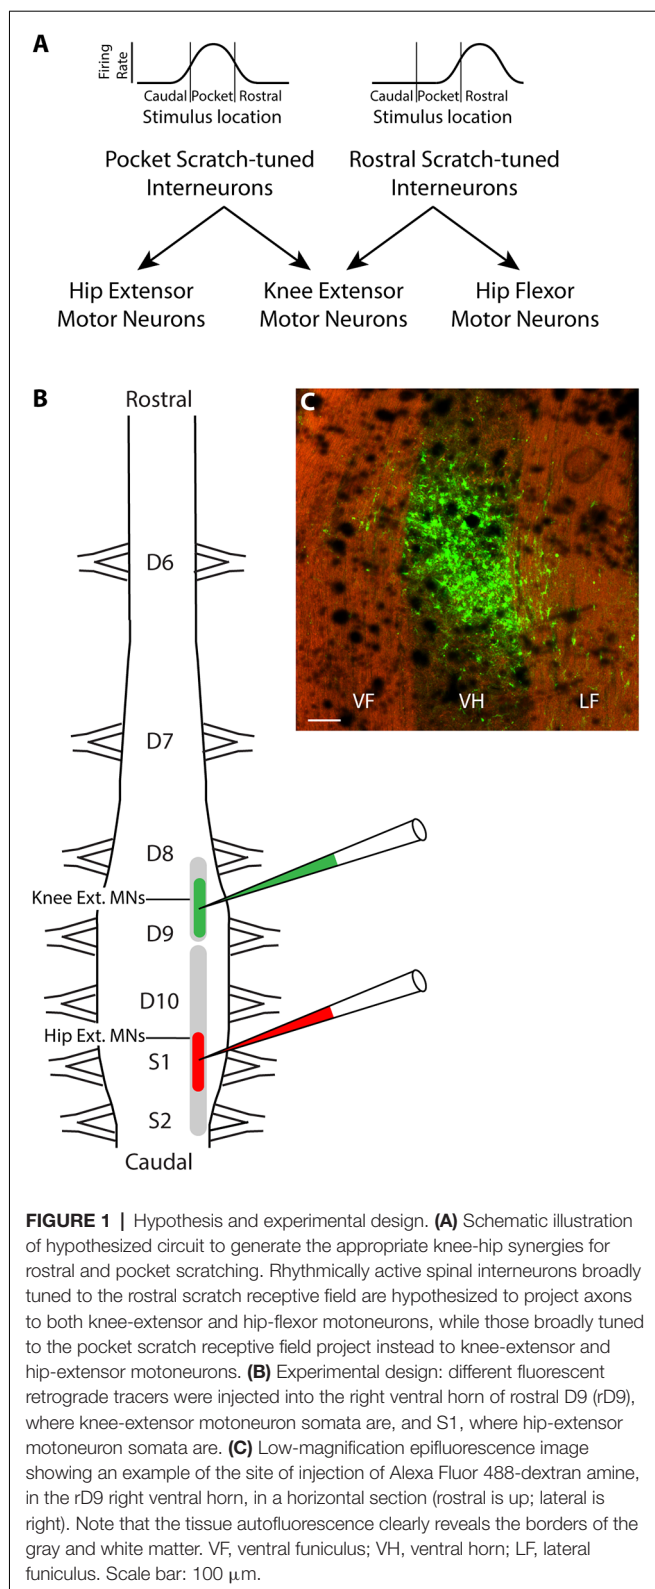 A
Firing
Rate
Caudal Pocket Rostral
Stimulus location
Caudal Pocket Rostral
Stimulus location
Pocket Scratch-tuned
Interneurons
Rostral Scratch-tuned
Interneurons
Hip Extensor
Motor Neurons
Knee Extensor
Motor Neurons
Hip Flexor
Motor Neurons
B
Rostral
D6
D7
D8
Knee Ext. MNs
D9
D10
Hip Ext. MNs
S1
S2
Caudal
C
VF
VH
LF
FIGURE 1 | Hypothesis and experimental design. (A) Schematic illustration
of hypothesized circuit to generate the appropriate knee-hip synergies for
rostral and pocket scratching. Rhythmically active spinal interneurons broadly
tuned to the rostral scratch receptive field are hypothesized to project axons
to both knee-extensor and hip-flexor motoneurons, while those broadly tuned
to the pocket scratch receptive field project instead to knee-extensor and
hip-extensor motoneurons. (B) Experimental design: different fluorescent
retrograde tracers were injected into the right ventral horn of rostral D9 (rD9),
where knee-extensor motoneuron somata are, and S1, where hip-extensor
motoneuron somata are. (C) Low-magnification epifluorescence image
showing an example of the site of injection of Alexa Fluor 488-dextran amine,
in the rD9 right ventral horn, in a horizontal section (rostral is up; lateral is
right). Note that the tissue autofluorescence clearly reveals the borders of the
gray and white matter. VF, ventral funiculus; VH, ventral horn; LF, lateral
funiculus. Scale bar: 100 μm.